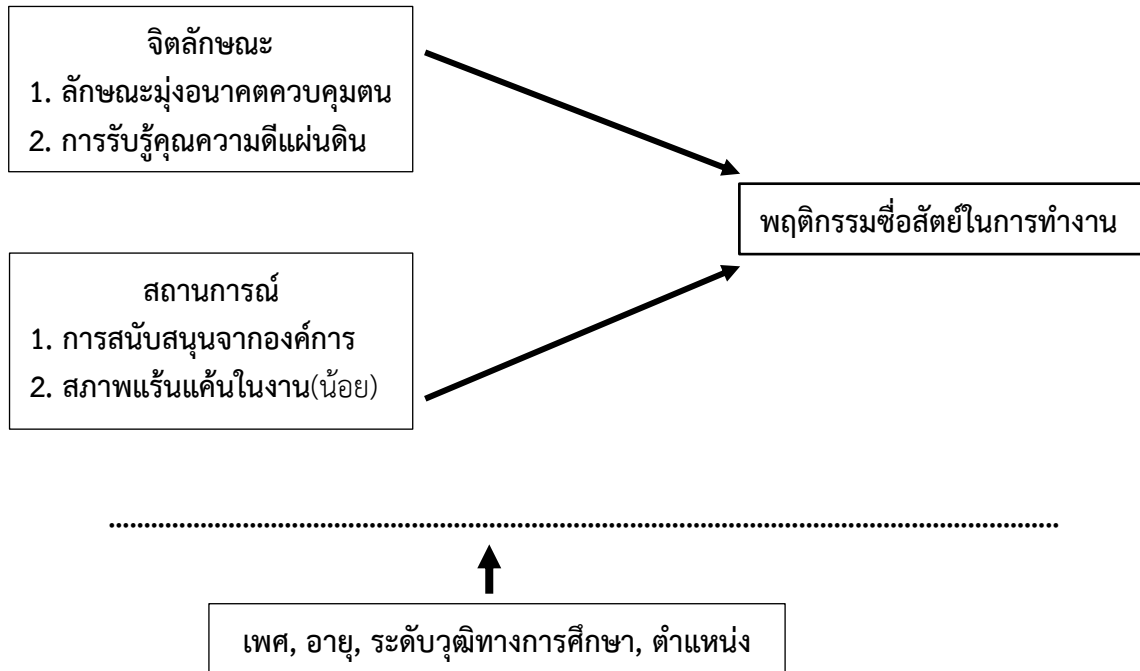 จิตลักษณะ
1. ลักษณะมุ่งอนาคตควบคุมตน
2. การรับรู้คุณความดีแผ่นดิน
พฤติกรรมซื่อสัตย์ในการทำงาน
สถานการณ์
1. การสนับสนุนจากองค์การ
2. สภาพแร้นแค้นในงาน(น้อย)
เพศ, อายุ, ระดับวุฒิทางการศึกษา, ตำแหน่ง